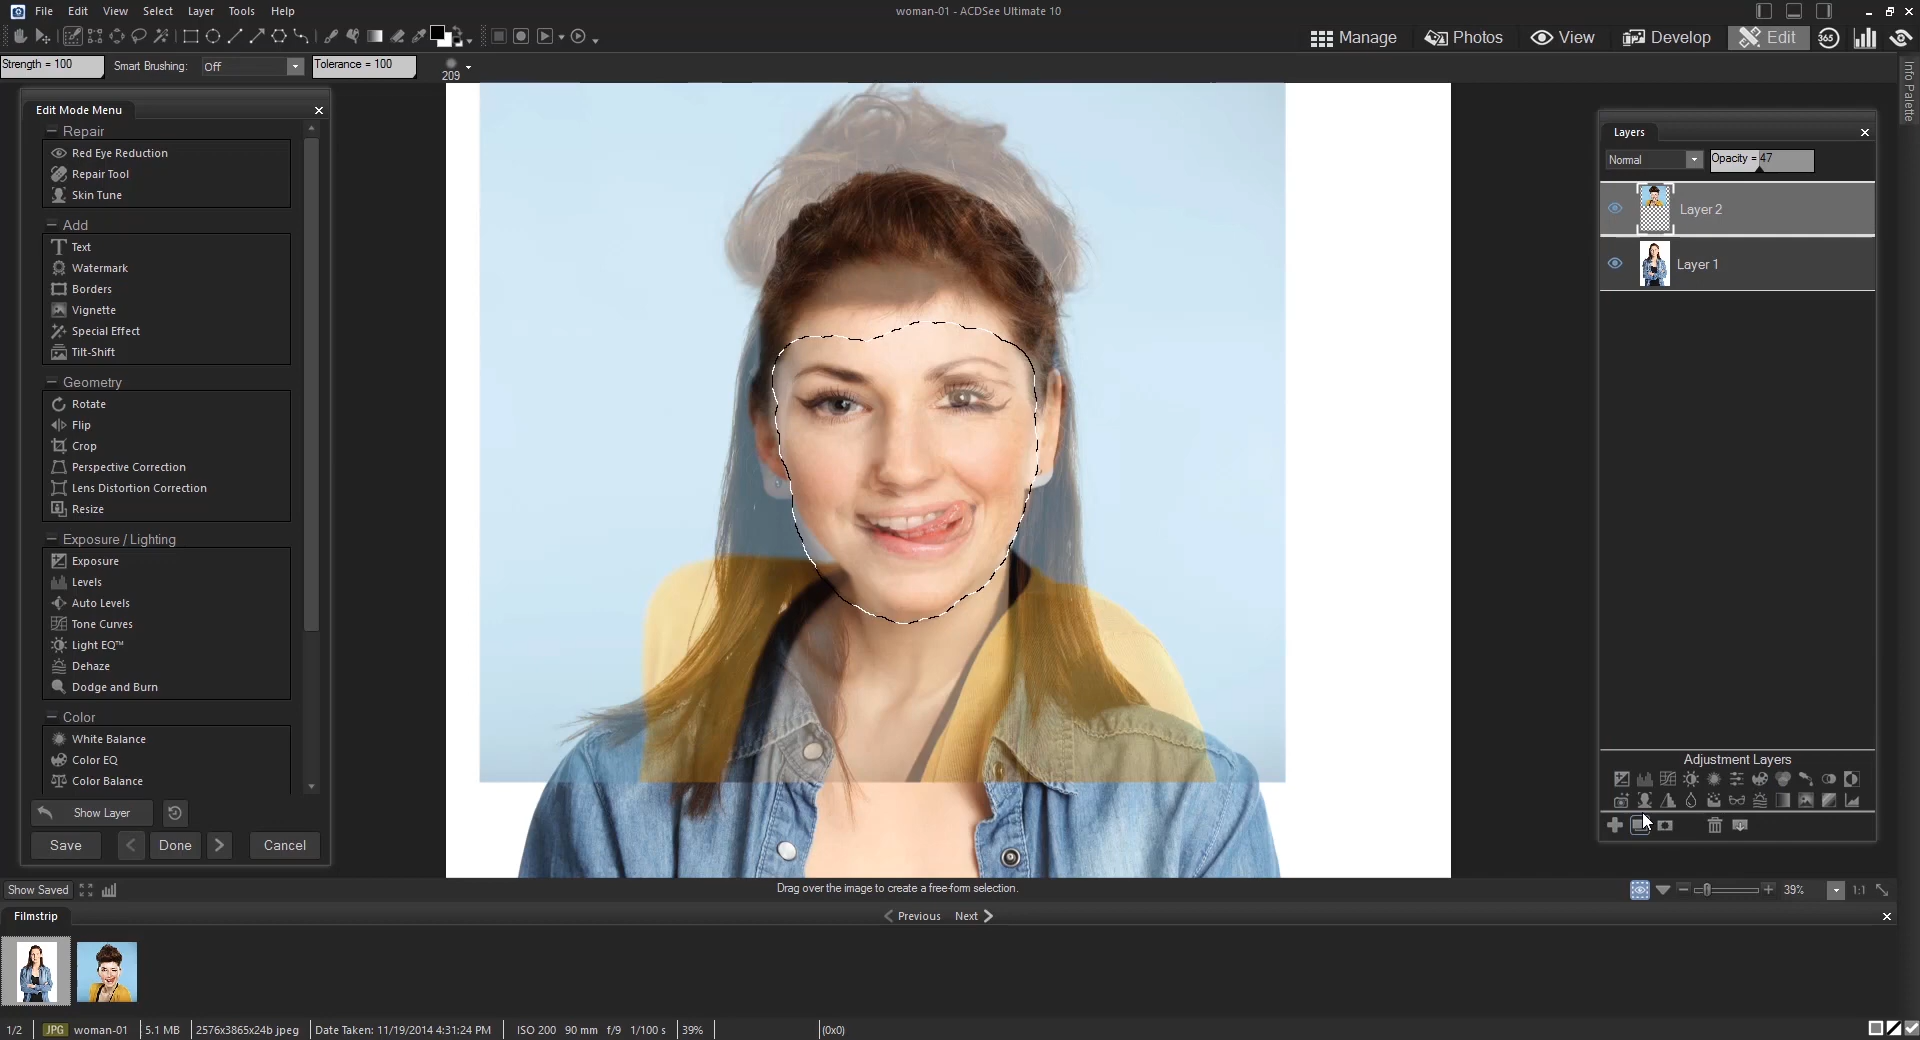 File Edit View Select Layer Tools Help
woman-01 - ACDSee Ultimate 10
Manage Photos View Develop Edit 365
Strength = 100 Smart Brushing: Off Tolerance = 100 209
Info Palette
Edit Mode Menu
Repair
Red Eye Reduction
Repair Tool
Skin Tune
Add
Text
Watermark
Borders
Vignette
Special Effect
Tilt-Shift
Geometry
Rotate
Flip
Crop
Perspective Correction
Lens Distortion Correction
Resize
Exposure / Lighting
Exposure
Levels
Auto Levels
Tone Curves
Light EQ™
Dehaze
Dodge and Burn
Color
White Balance
Color EQ
Color Balance
Show Layer
Save Done Cancel
Layers
Normal Opacity = 47
Layer 2
Layer 1
Adjustment Layers
Show Saved
Drag over the image to create a free-form selection.
39% 1:1
Filmstrip
Previous Next
1/2 JPG woman-01 5.1 MB 2576x3865x24b jpeg Date Taken: 11/19/2014 4:31:24 PM ISO 200 90 mm f/9 1/100 s 39% (0x0)